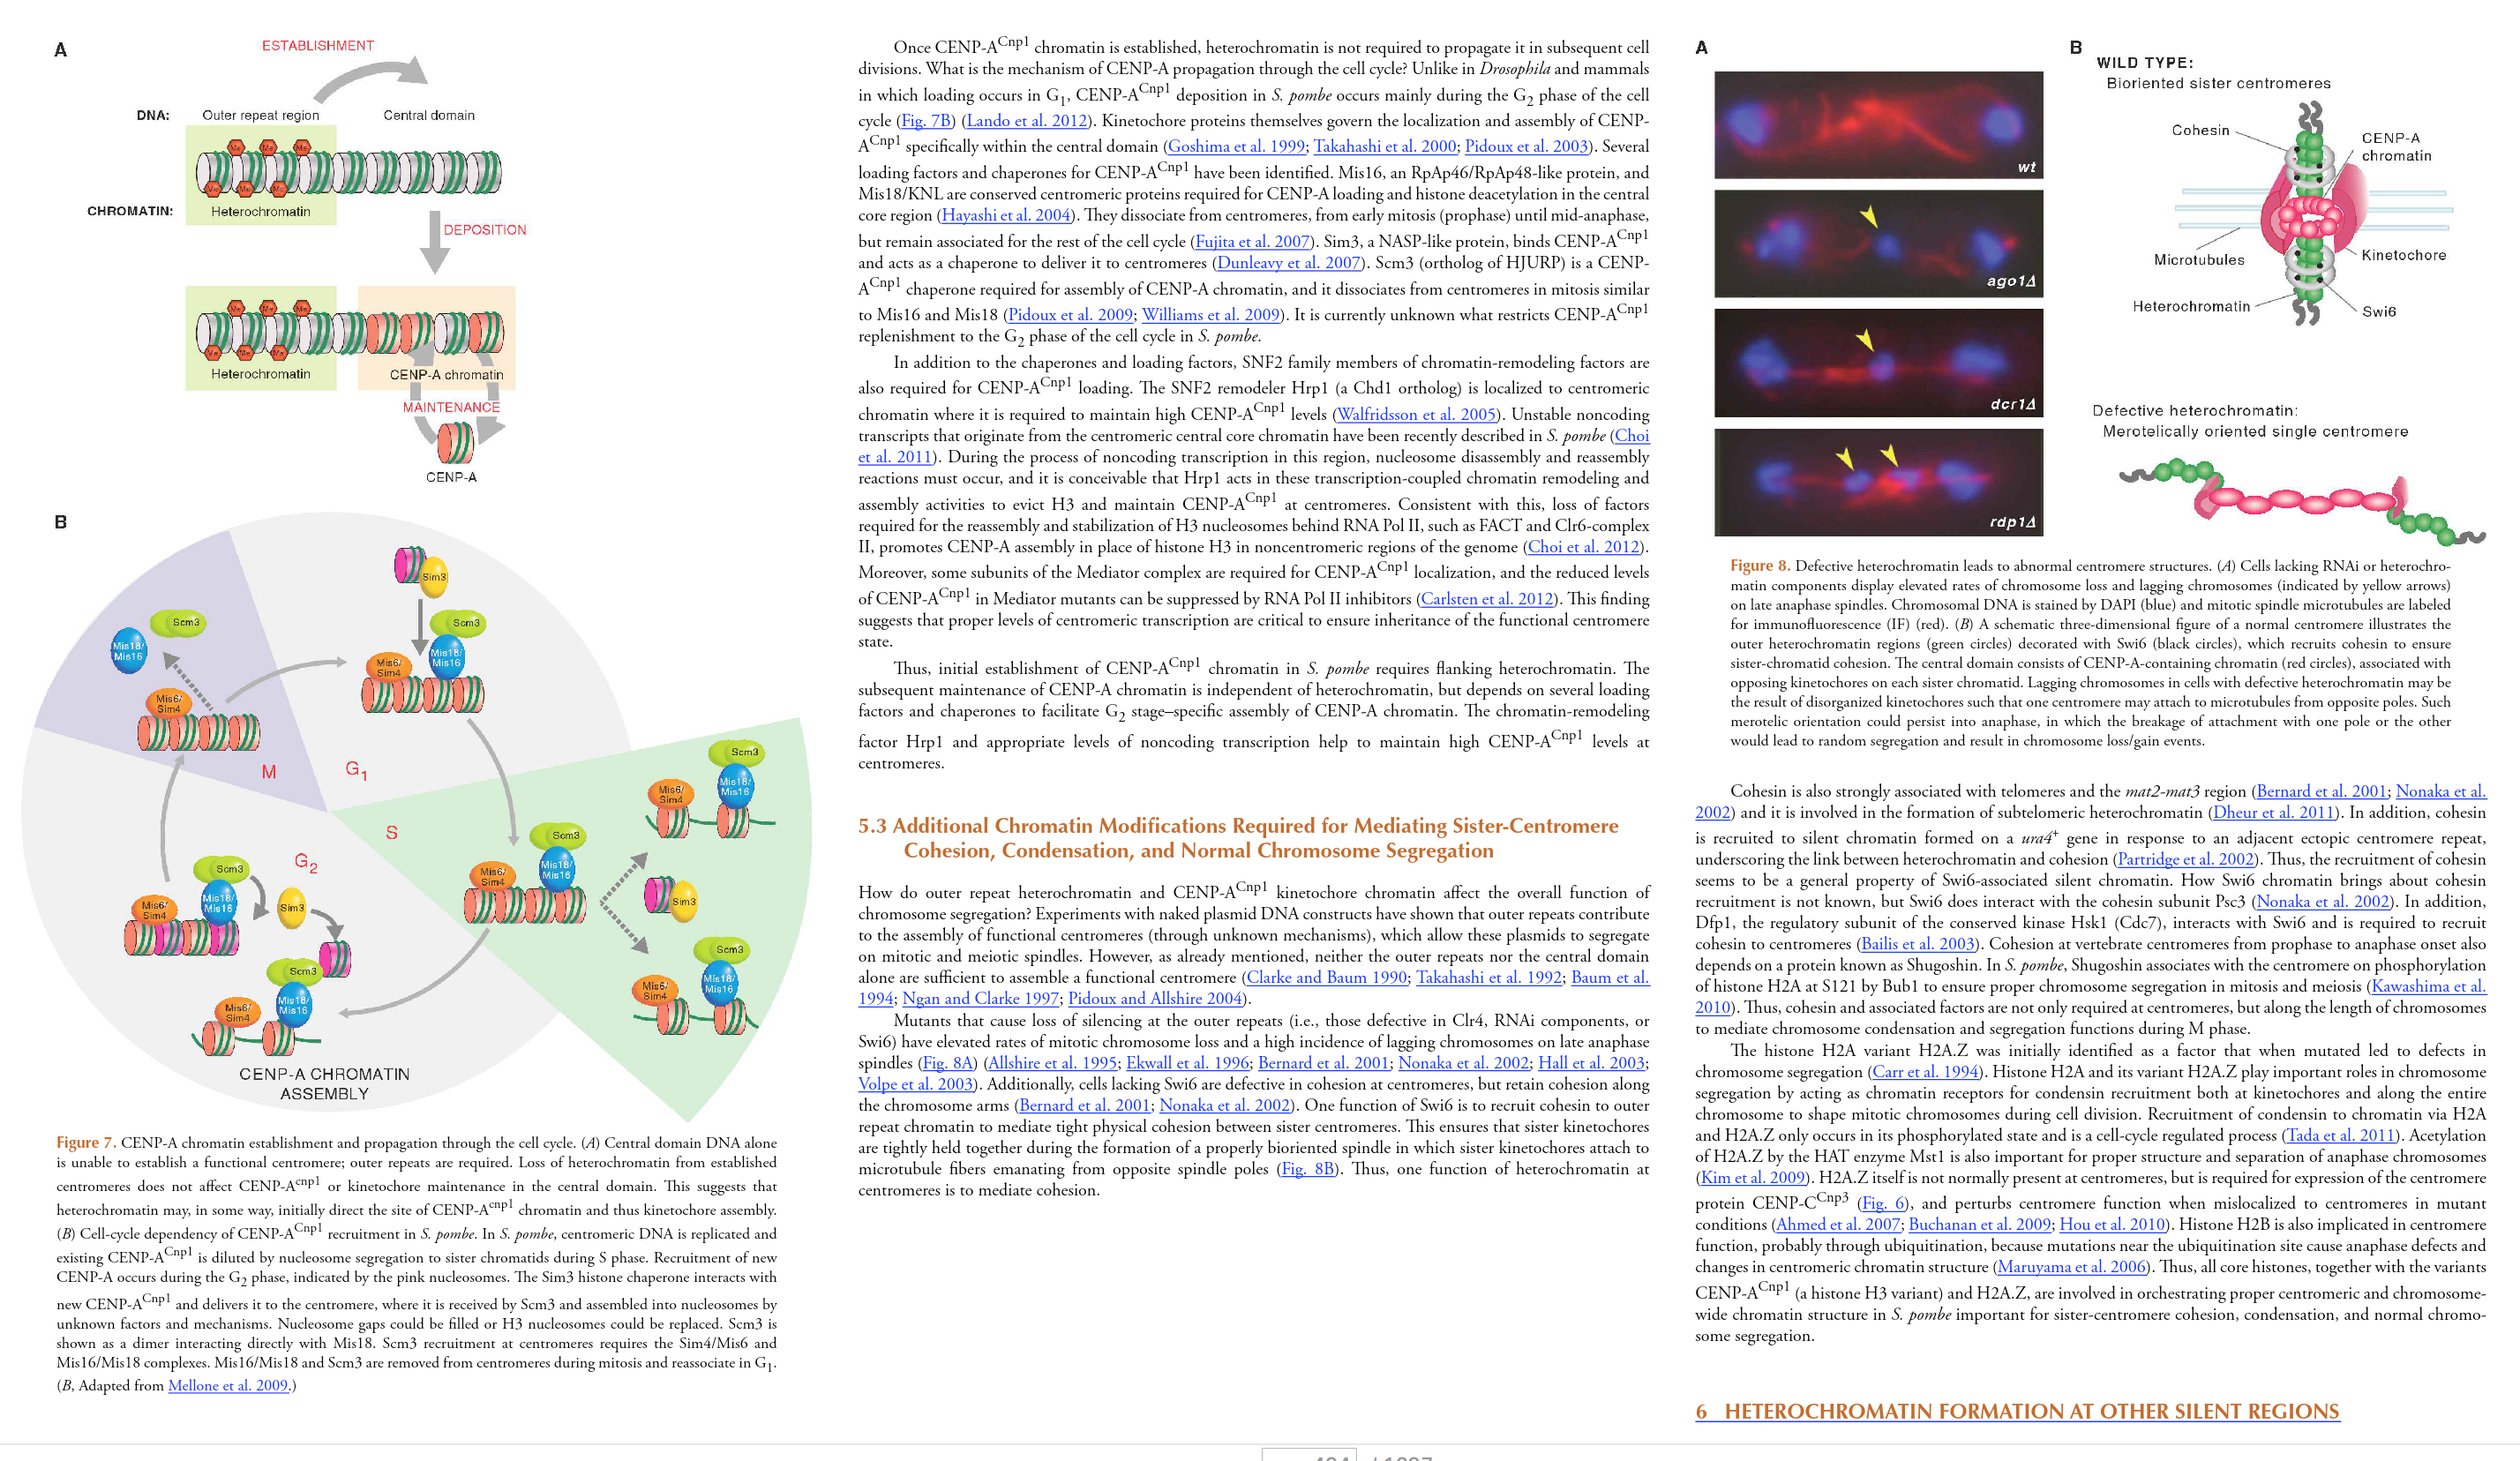 A
ESTABLISHMENT
DNA:
Outer repeat region
Central domain
Me Me Me
Me Me Me
CHROMATIN:
Heterochromatin
DEPOSITION
Me Me Me
Me Me Me
Heterochromatin
CENP-A chromatin
MAINTENANCE
CENP-A
B
Sim3
Scm3
Mis18/
Mis16
Mis6/
Sim4
Scm3
Mis18/
Mis16
Mis6/
Sim4
M
G1
S
G2
Scm3
Mis18/
Mis16
Mis6/
Sim4
Scm3
Mis18/
Mis16
Mis6/
Sim4
Sim3
Scm3
Mis18/
Mis16
Mis6/
Sim4
Scm3
Mis18/
Mis16
Mis6/
Sim4
Sim3
Scm3
Mis18/
Mis16
Mis6/
Sim4
CENP-A CHROMATIN
ASSEMBLY
Figure 7. CENP-A chromatin establishment and propagation through the cell cycle. (A) Central domain DNA alone
is unable to establish a functional centromere; outer repeats are required. Loss of heterochromatin from established
centromeres does not affect CENP-Acnp1 or kinetochore maintenance in the central domain. This suggests that
heterochromatin may, in some way, initially direct the site of CENP-Acnp1 chromatin and thus kinetochore assembly.
(B) Cell-cycle dependency of CENP-ACnp1 recruitment in S. pombe. In S. pombe, centromeric DNA is replicated and
existing CENP-ACnp1 is diluted by nucleosome segregation to sister chromatids during S phase. Recruitment of new
CENP-A occurs during the G2 phase, indicated by the pink nucleosomes. The Sim3 histone chaperone interacts with
new CENP-ACnp1 and delivers it to the centromere, where it is received by Scm3 and assembled into nucleosomes by
unknown factors and mechanisms. Nucleosome gaps could be filled or H3 nucleosomes could be replaced. Scm3 is
shown as a dimer interacting directly with Mis18. Scm3 recruitment at centromeres requires the Sim4/Mis6 and
Mis16/Mis18 complexes. Mis16/Mis18 and Scm3 are removed from centromeres during mitosis and reassociate in G1.
(B, Adapted from Mellone et al. 2009.)
Once CENP-ACnp1 chromatin is established, heterochromatin is not required to propagate it in subsequent cell
divisions. What is the mechanism of CENP-A propagation through the cell cycle? Unlike in Drosophila and mammals
in which loading occurs in G1, CENP-ACnp1 deposition in S. pombe occurs mainly during the G2 phase of the cell
cycle (Fig. 7B) (Lando et al. 2012). Kinetochore proteins themselves govern the localization and assembly of CENP-
ACnp1 specifically within the central domain (Goshima et al. 1999; Takahashi et al. 2000; Pidoux et al. 2003). Several
loading factors and chaperones for CENP-ACnp1 have been identified. Mis16, an RpAp46/RpAp48-like protein, and
Mis18/KNL are conserved centromeric proteins required for CENP-A loading and histone deacetylation in the central
core region (Hayashi et al. 2004). They dissociate from centromeres, from early mitosis (prophase) until mid-anaphase,
but remain associated for the rest of the cell cycle (Fujita et al. 2007). Sim3, a NASP-like protein, binds CENP-ACnp1
and acts as a chaperone to deliver it to centromeres (Dunleavy et al. 2007). Scm3 (ortholog of HJURP) is a CENP-
ACnp1 chaperone required for assembly of CENP-A chromatin, and it dissociates from centromeres in mitosis similar
to Mis16 and Mis18 (Pidoux et al. 2009; Williams et al. 2009). It is currently unknown what restricts CENP-ACnp1
replenishment to the G2 phase of the cell cycle in S. pombe.
In addition to the chaperones and loading factors, SNF2 family members of chromatin-remodeling factors are
also required for CENP-ACnp1 loading. The SNF2 remodeler Hrp1 (a Chd1 ortholog) is localized to centromeric
chromatin where it is required to maintain high CENP-ACnp1 levels (Walfridsson et al. 2005). Unstable noncoding
transcripts that originate from the centromeric central core chromatin have been recently described in S. pombe (Choi
et al. 2011). During the process of noncoding transcription in this region, nucleosome disassembly and reassembly
reactions must occur, and it is conceivable that Hrp1 acts in these transcription-coupled chromatin remodeling and
assembly activities to evict H3 and maintain CENP-ACnp1 at centromeres. Consistent with this, loss of factors
required for the reassembly and stabilization of H3 nucleosomes behind RNA Pol II, such as FACT and Clr6-complex
II, promotes CENP-A assembly in place of histone H3 in noncentromeric regions of the genome (Choi et al. 2012).
Moreover, some subunits of the Mediator complex are required for CENP-ACnp1 localization, and the reduced levels
of CENP-ACnp1 in Mediator mutants can be suppressed by RNA Pol II inhibitors (Carlsten et al. 2012). This finding
suggests that proper levels of centromeric transcription are critical to ensure inheritance of the functional centromere
state.
Thus, initial establishment of CENP-ACnp1 chromatin in S. pombe requires flanking heterochromatin. The
subsequent maintenance of CENP-A chromatin is independent of heterochromatin, but depends on several loading
factors and chaperones to facilitate G2 stage–specific assembly of CENP-A chromatin. The chromatin-remodeling
factor Hrp1 and appropriate levels of noncoding transcription help to maintain high CENP-ACnp1 levels at
centromeres.
5.3 Additional Chromatin Modifications Required for Mediating Sister-Centromere
Cohesion, Condensation, and Normal Chromosome Segregation
How do outer repeat heterochromatin and CENP-ACnp1 kinetochore chromatin affect the overall function of
chromosome segregation? Experiments with naked plasmid DNA constructs have shown that outer repeats contribute
to the assembly of functional centromeres (through unknown mechanisms), which allow these plasmids to segregate
on mitotic and meiotic spindles. However, as already mentioned, neither the outer repeats nor the central domain
alone are sufficient to assemble a functional centromere (Clarke and Baum 1990; Takahashi et al. 1992; Baum et al.
1994; Ngan and Clarke 1997; Pidoux and Allshire 2004).
Mutants that cause loss of silencing at the outer repeats (i.e., those defective in Clr4, RNAi components, or
Swi6) have elevated rates of mitotic chromosome loss and a high incidence of lagging chromosomes on late anaphase
spindles (Fig. 8A) (Allshire et al. 1995; Ekwall et al. 1996; Bernard et al. 2001; Nonaka et al. 2002; Hall et al. 2003;
Volpe et al. 2003). Additionally, cells lacking Swi6 are defective in cohesion at centromeres, but retain cohesion along
the chromosome arms (Bernard et al. 2001; Nonaka et al. 2002). One function of Swi6 is to recruit cohesin to outer
repeat chromatin to mediate tight physical cohesion between sister centromeres. This ensures that sister kinetochores
are tightly held together during the formation of a properly bioriented spindle in which sister kinetochores attach to
microtubule fibers emanating from opposite spindle poles (Fig. 8B). Thus, one function of heterochromatin at
centromeres is to mediate cohesion.
A
wt
ago1Δ
dcr1Δ
rdp1Δ
B
WILD TYPE:
Bioriented sister centromeres
Cohesin
CENP-A
chromatin
Microtubules
Kinetochore
Heterochromatin
Swi6
Defective heterochromatin:
Merotelically oriented single centromere
Figure 8. Defective heterochromatin leads to abnormal centromere structures. (A) Cells lacking RNAi or heterochro-
matin components display elevated rates of chromosome loss and lagging chromosomes (indicated by yellow arrows)
on late anaphase spindles. Chromosomal DNA is stained by DAPI (blue) and mitotic spindle microtubules are labeled
for immunofluorescence (IF) (red). (B) A schematic three-dimensional figure of a normal centromere illustrates the
outer heterochromatin regions (green circles) decorated with Swi6 (black circles), which recruits cohesin to ensure
sister-chromatid cohesion. The central domain consists of CENP-A-containing chromatin (red circles), associated with
opposing kinetochores on each sister chromatid. Lagging chromosomes in cells with defective heterochromatin may be
the result of disorganized kinetochores such that one centromere may attach to microtubules from opposite poles. Such
merotelic orientation could persist into anaphase, in which the breakage of attachment with one pole or the other
would lead to random segregation and result in chromosome loss/gain events.
Cohesin is also strongly associated with telomeres and the mat2-mat3 region (Bernard et al. 2001; Nonaka et al.
2002) and it is involved in the formation of subtelomeric heterochromatin (Dheur et al. 2011). In addition, cohesin
is recruited to silent chromatin formed on a ura4+ gene in response to an adjacent ectopic centromere repeat,
underscoring the link between heterochromatin and cohesion (Partridge et al. 2002). Thus, the recruitment of cohesin
seems to be a general property of Swi6-associated silent chromatin. How Swi6 chromatin brings about cohesin
recruitment is not known, but Swi6 does interact with the cohesin subunit Psc3 (Nonaka et al. 2002). In addition,
Dfp1, the regulatory subunit of the conserved kinase Hsk1 (Cdc7), interacts with Swi6 and is required to recruit
cohesin to centromeres (Bailis et al. 2003). Cohesion at vertebrate centromeres from prophase to anaphase onset also
depends on a protein known as Shugoshin. In S. pombe, Shugoshin associates with the centromere on phosphorylation
of histone H2A at S121 by Bub1 to ensure proper chromosome segregation in mitosis and meiosis (Kawashima et al.
2010). Thus, cohesin and associated factors are not only required at centromeres, but along the length of chromosomes
to mediate chromosome condensation and segregation functions during M phase.
The histone H2A variant H2A.Z was initially identified as a factor that when mutated led to defects in
chromosome segregation (Carr et al. 1994). Histone H2A and its variant H2A.Z play important roles in chromosome
segregation by acting as chromatin receptors for condensin recruitment both at kinetochores and along the entire
chromosome to shape mitotic chromosomes during cell division. Recruitment of condensin to chromatin via H2A
and H2A.Z only occurs in its phosphorylated state and is a cell-cycle regulated process (Tada et al. 2011). Acetylation
of H2A.Z by the HAT enzyme Mst1 is also important for proper structure and separation of anaphase chromosomes
(Kim et al. 2009). H2A.Z itself is not normally present at centromeres, but is required for expression of the centromere
protein CENP-CCnp3 (Fig. 6), and perturbs centromere function when mislocalized to centromeres in mutant
conditions (Ahmed et al. 2007; Buchanan et al. 2009; Hou et al. 2010). Histone H2B is also implicated in centromere
function, probably through ubiquitination, because mutations near the ubiquitination site cause anaphase defects and
changes in centromeric chromatin structure (Maruyama et al. 2006). Thus, all core histones, together with the variants
CENP-ACnp1 (a histone H3 variant) and H2A.Z, are involved in orchestrating proper centromeric and chromosome-
wide chromatin structure in S. pombe important for sister-centromere cohesion, condensation, and normal chromo-
some segregation.
6 HETEROCHROMATIN FORMATION AT OTHER SILENT REGIONS